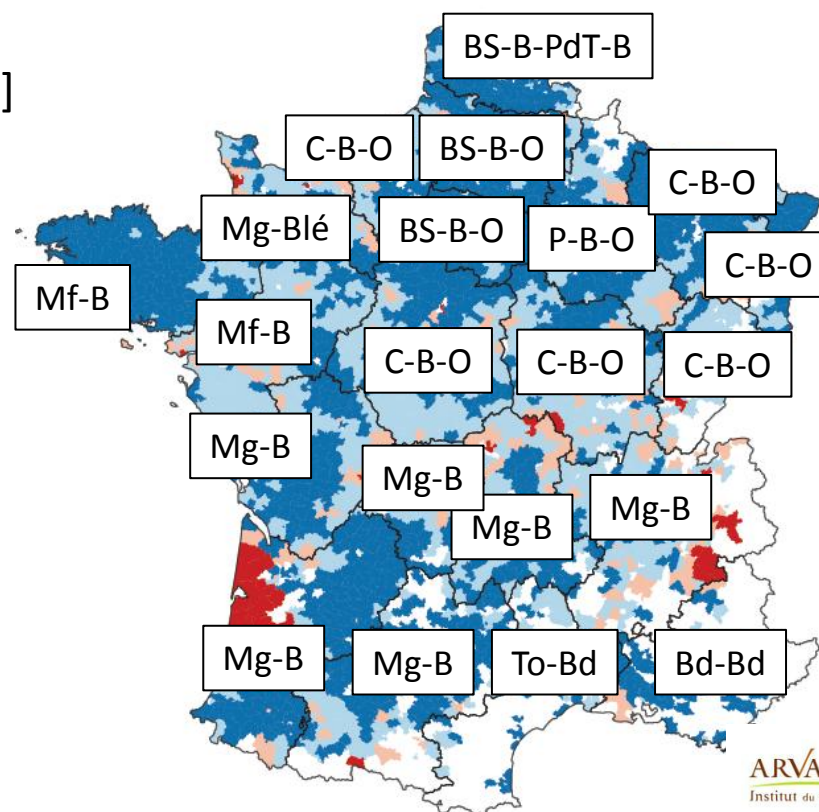 BS-B-PdT-B
]
C-B-O
BS-B-O
C-B-O
Mg-Blé
BS-B-O
P-B-O
C-B-O
Mf-B
Mf-B
C-B-O
C-B-O
C-B-O
Mg-B
Mg-B
Mg-B
Mg-B
Mg-B
Mg-B
To-Bd
Bd-Bd
ARVA
Institut du